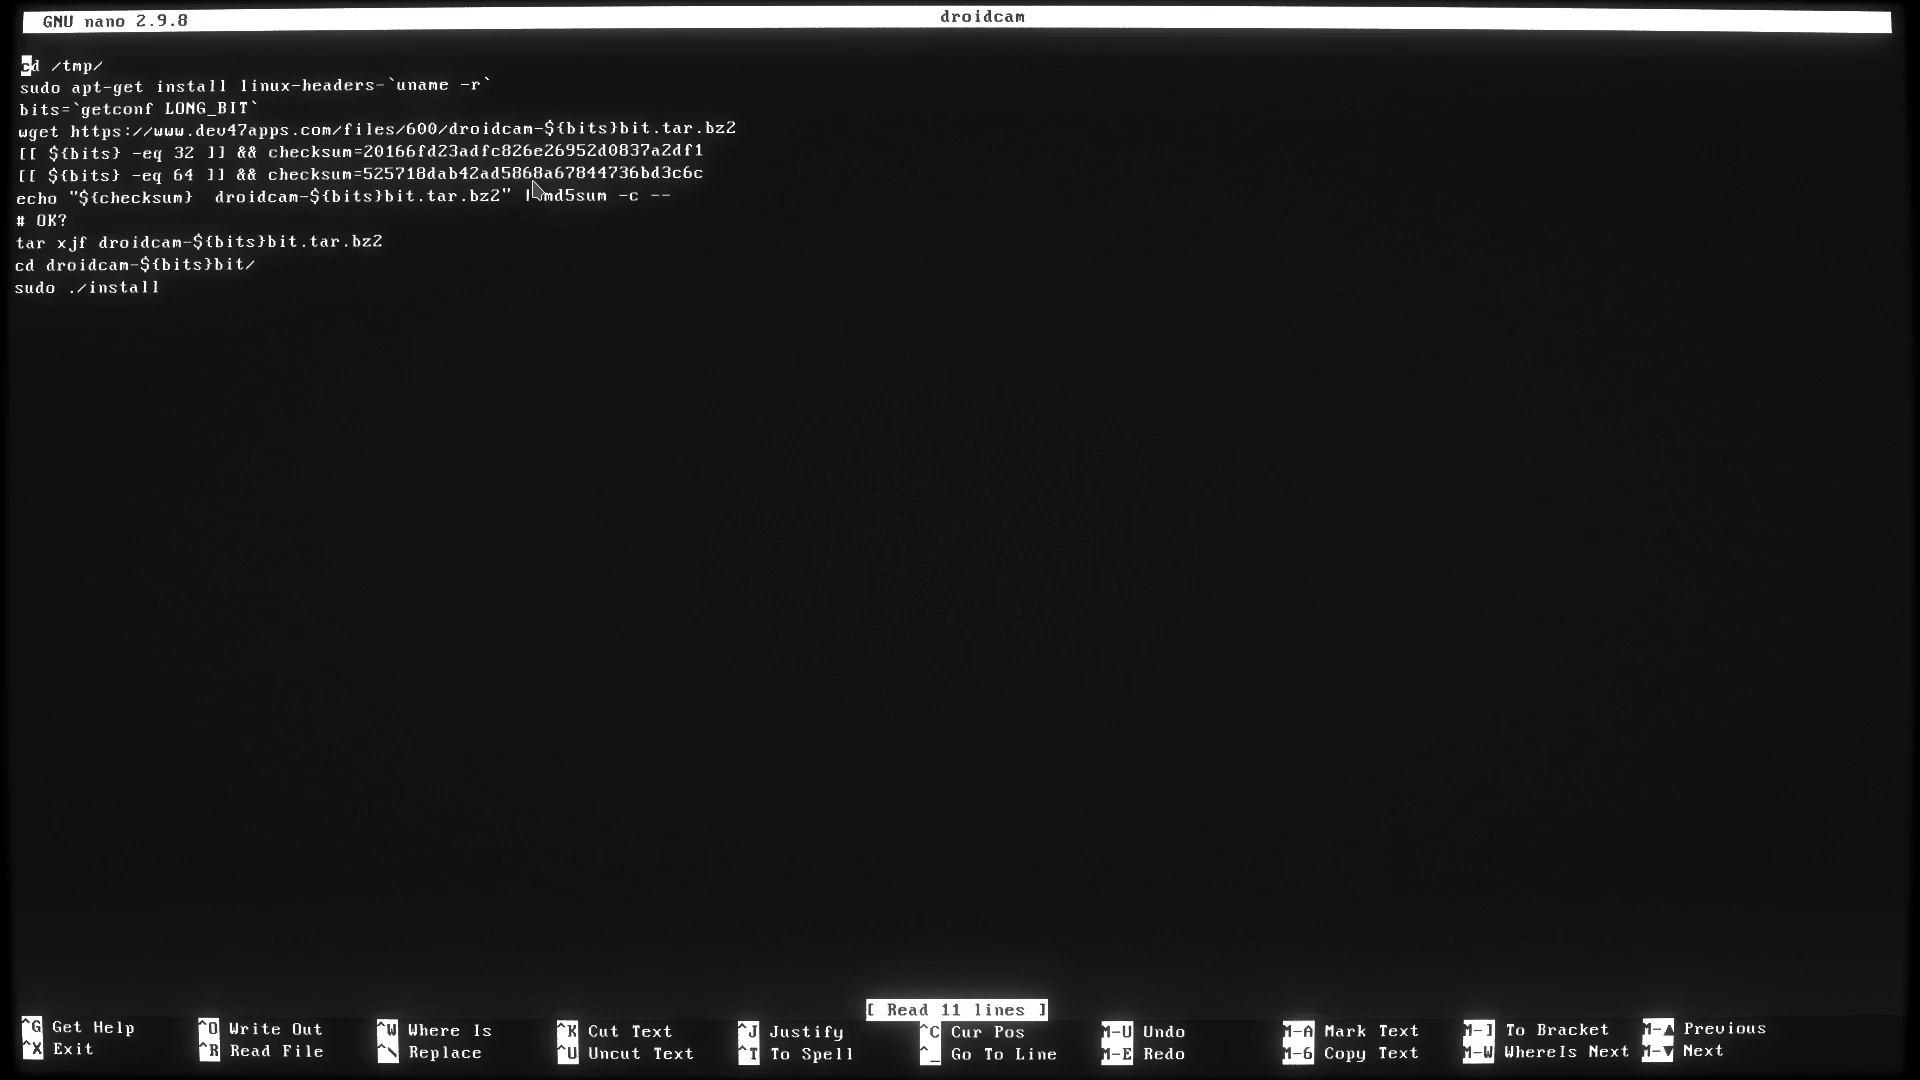 GNU nano 2.9.8 droidcam
cd /tmp/
sudo apt-get install linux-headers-`uname -r`
bits=`getconf LONG_BIT`
wget https://www.dev47apps.com/files/600/droidcam-${bits}bit.tar.bz2
[[ ${bits} -eq 32 ]] && checksum=20166fd23adfc826e26952d0837a2df1
[[ ${bits} -eq 64 ]] && checksum=525718dab42ad5868a67844736bd3c6c
echo "${checksum}  droidcam-${bits}bit.tar.bz2" | md5sum -c --
# OK?
tar xjf droidcam-${bits}bit.tar.bz2
cd droidcam-${bits}bit/
sudo ./install
[ Read 11 lines ]
^G Get Help ^O Write Out ^W Where Is ^K Cut Text ^J Justify ^C Cur Pos M-U Undo M-A Mark Text M-] To Bracket M-▲ Previous
^X Exit ^R Read File ^\ Replace ^U Uncut Text ^T To Spell ^_ Go To Line M-E Redo M-6 Copy Text M-W WhereIs Next M-▼ Next